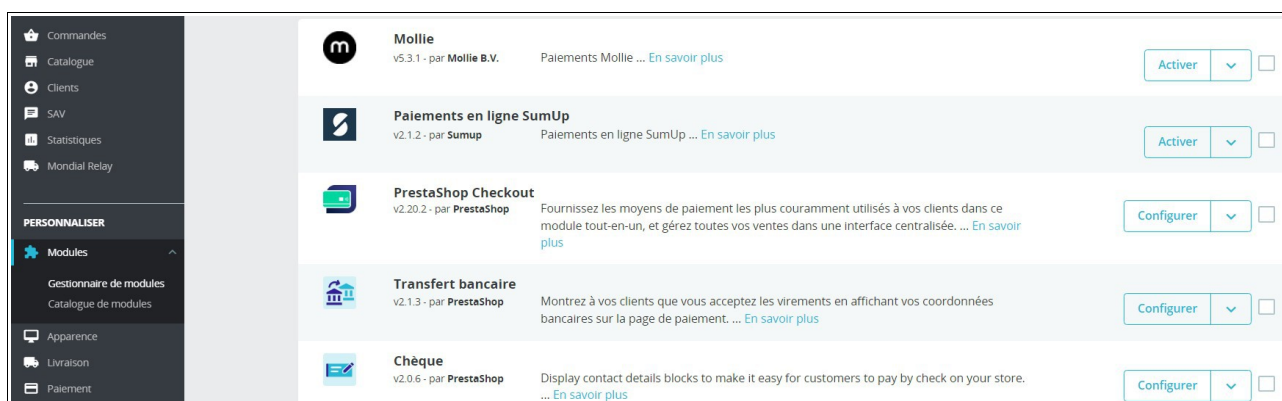 Commandes
Catalogue
Clients
SAV
Statistiques
Mondial Relay
PERSONNALISER
Modules
Gestionnaire de modules
Catalogue de modules
Apparence
Livraison
Paiement
Mollie
v5.3.1 - par Mollie B.V. Paiements Mollie ... En savoir plus
Activer
Paiements en ligne SumUp
v2.1.2 - par Sumup Paiements en ligne SumUp ... En savoir plus
Activer
PrestaShop Checkout
v2.20.2 - par PrestaShop Fournissez les moyens de paiement les plus couramment utilisés à vos clients dans ce
module tout-en-un, et gérez toutes vos ventes dans une interface centralisée. ... En savoir
plus
Configurer
Transfert bancaire
v2.1.3 - par PrestaShop Montrez à vos clients que vous acceptez les virements en affichant vos coordonnées
bancaires sur la page de paiement. ... En savoir plus
Configurer
Chèque
v2.0.6 - par PrestaShop Display contact details blocks to make it easy for customers to pay by check on your store.
... En savoir plus
Configurer